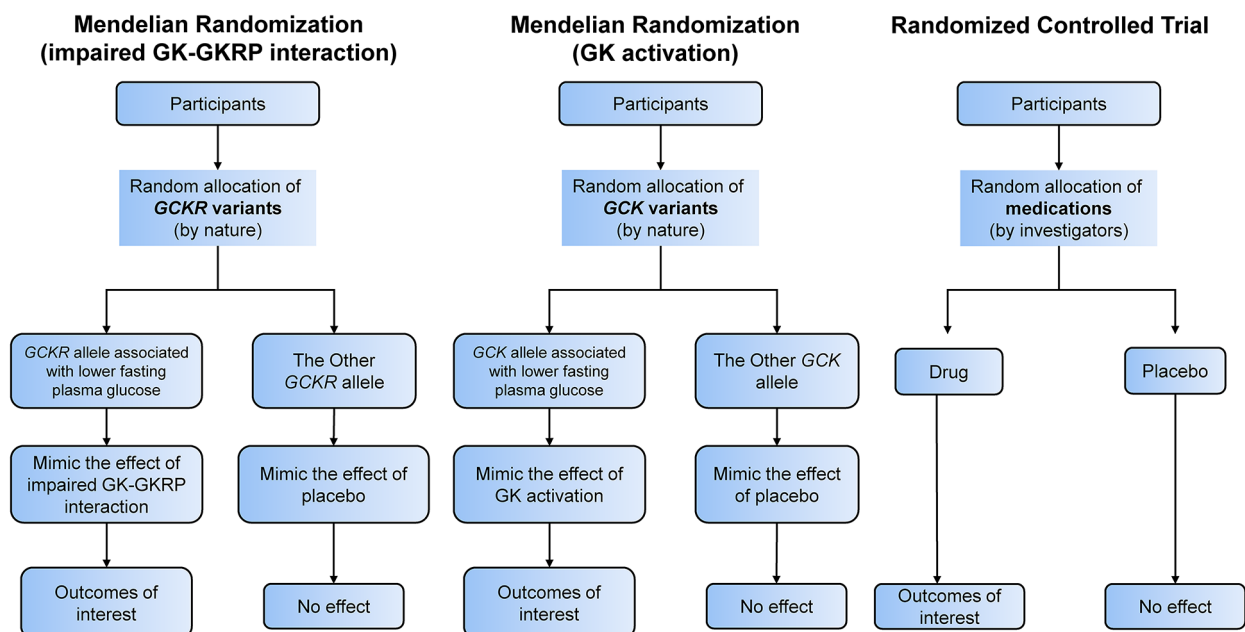 Mendelian Randomization
(impaired GK-GKRP interaction)
Participants
Random allocation of
GCKR variants
(by nature)
GCKR allele associated
with lower fasting
plasma glucose
Mimic the effect of
impaired GK-GKRP
interaction
Outcomes of
interest
The Other
GCKR allele
Mimic the effect of
placebo
No effect
Mendelian Randomization
(GK activation)
Participants
Random allocation of
GCK variants
(by nature)
GCK allele associated
with lower fasting
plasma glucose
Mimic the effect of
GK activation
Outcomes of
interest
The Other GCK
allele
Mimic the effect
of placebo
No effect
Randomized Controlled Trial
Participants
Random allocation of
medications
(by investigators)
Drug
Outcomes of
interest
Placebo
No effect